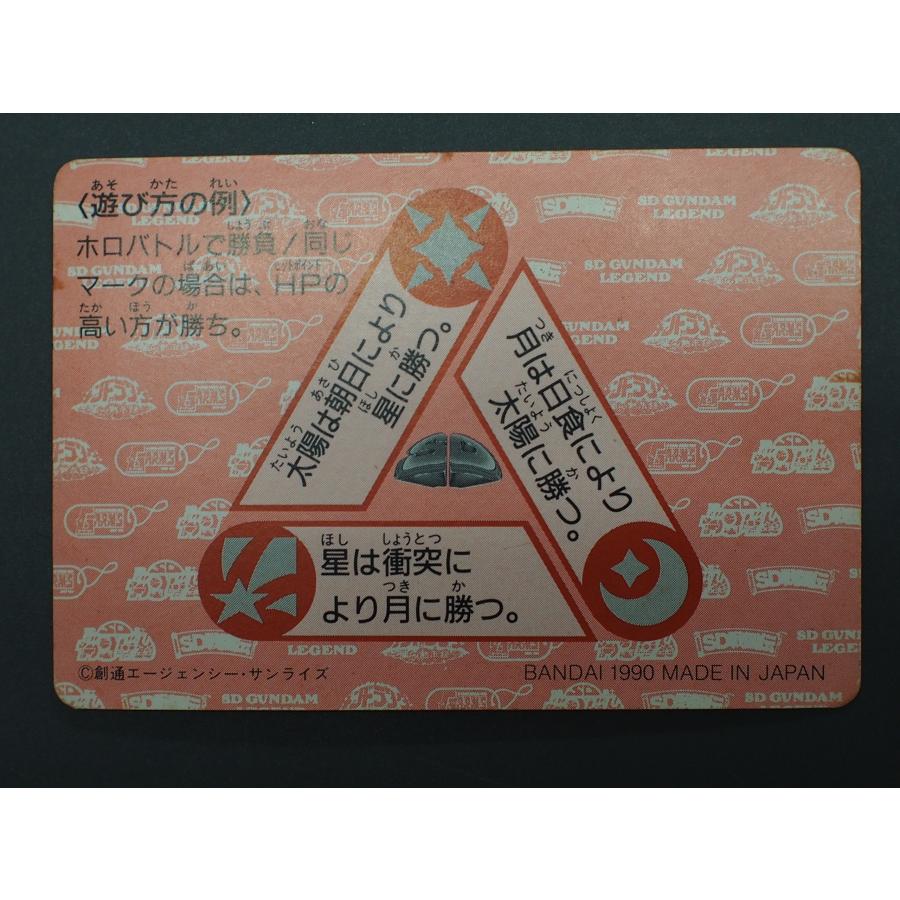 〈遊び方の例〉
ホロバトルで勝負!同じ
マークの場合は、HPの
高い方が勝ち。
太陽は朝日により
星に勝つ。
月は日食により
太陽に勝つ。
星は衝突に
より月に勝つ。
©創通エージェンシー・サンライズ
BANDAI 1990 MADE IN JAPAN
SD GUNDAM
LEGEND